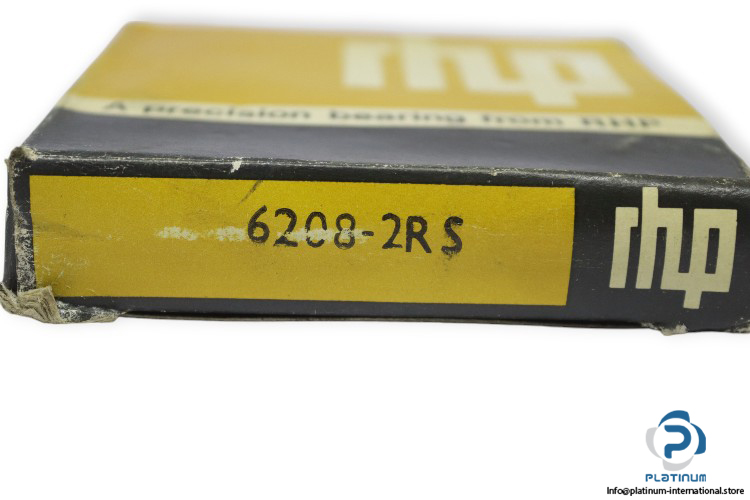 rhp
A precision bearing from RHP
6208-2RS
rhp
PLATINUM
Info@platinum-international.store